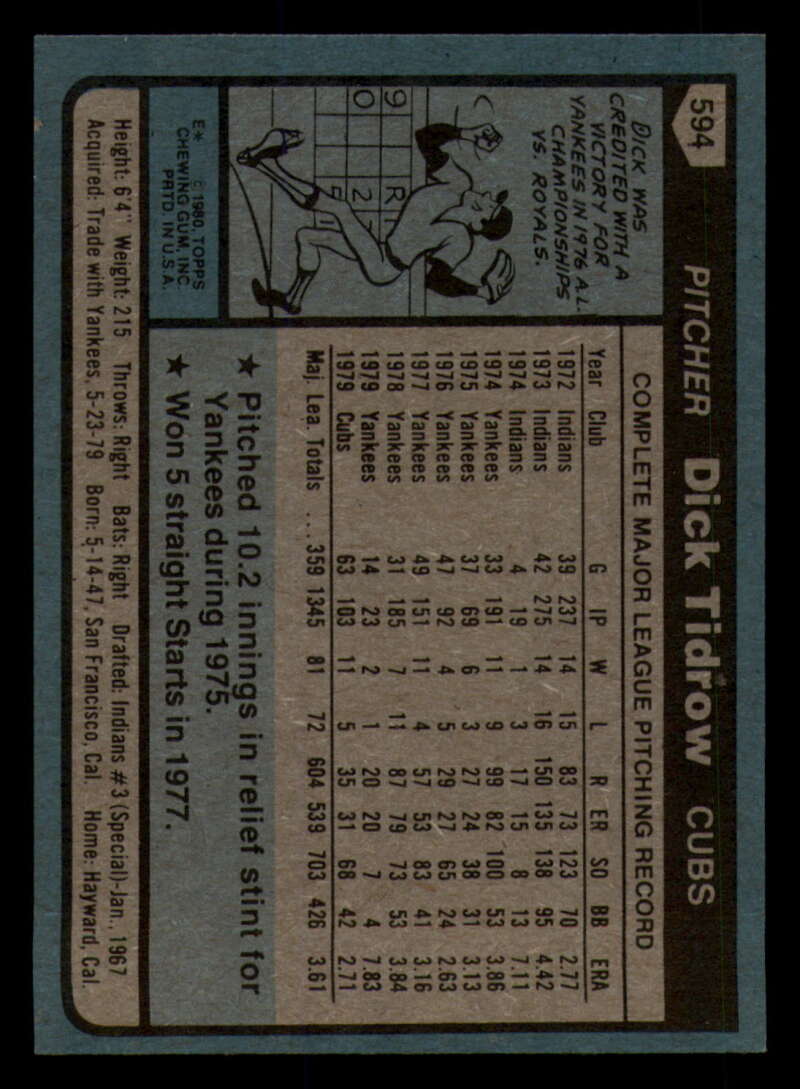 594 PITCHER Dick Tidrow CUBS
DICK WAS
CREDITED WITH A
VICTORY FOR
YANKEES IN 1976 A.L.
CHAMPIONSHIPS
VS. ROYALS.
9 R
0 2
E* © 1980 TOPPS
CHEWING GUM, INC.
PRTD. IN U.S.A.
COMPLETE MAJOR LEAGUE PITCHING RECORD
Year Club G IP W L R ER SO BB ERA
1972 Indians 39 237 14 15 83 73 123 70 2.77
1973 Indians 42 275 14 16 150 135 138 95 4.42
1974 Indians 4 19 1 3 17 15 8 13 7.11
1974 Yankees 33 191 11 9 99 82 100 53 3.86
1975 Yankees 37 69 6 3 27 24 38 31 3.13
1976 Yankees 47 92 4 5 29 27 65 24 2.63
1977 Yankees 49 151 11 4 57 53 83 41 3.16
1978 Yankees 31 185 7 11 87 79 73 53 3.84
1979 Yankees 14 23 2 1 20 20 7 4 7.83
1979 Cubs 63 103 11 5 35 31 68 42 2.71
Maj. Lea. Totals ... 359 1345 81 72 604 539 703 426 3.61
★ Pitched 10.2 innings in relief stint for
Yankees during 1975.
★ Won 5 straight Starts in 1977.
Height: 6'4" Weight: 215 Throws: Right Bats: Right Drafted: Indians #3 (Special)-Jan., 1967
Acquired: Trade with Yankees, 5-23-79 Born: 5-14-47, San Francisco, Cal. Home: Hayward, Cal.